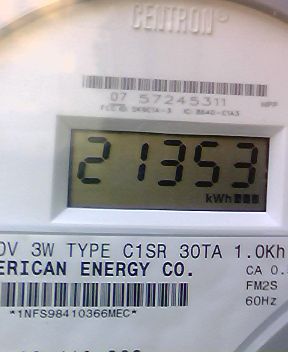 CENTRON
07 57245311
21353
kWh
3W TYPE C1SR 30TA 1.0Kh
ERICAN ENERGY CO.
CA 0.
FM2S
60Hz
*1NFS98410366MEC*